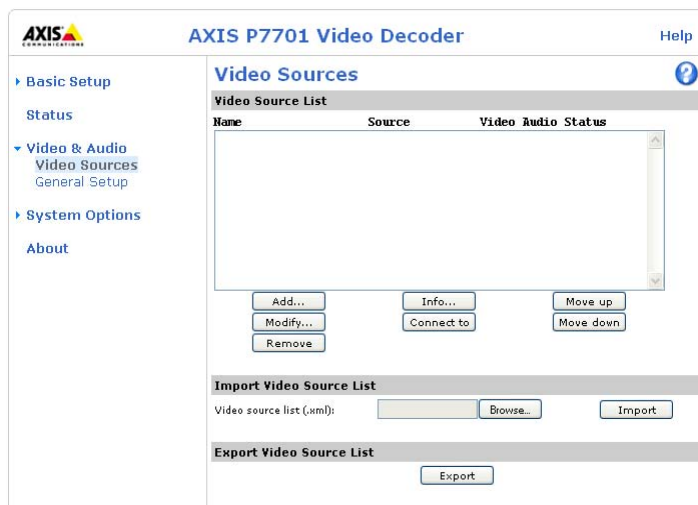 AXIS
COMMUNICATIONS
AXIS P7701 Video Decoder
Help
Basic Setup
Status
Video & Audio
Video Sources
General Setup
System Options
About
Video Sources
?
Video Source List
Name Source Video Audio Status
Add... Info... Move up
Modify... Connect to Move down
Remove
Import Video Source List
Video source list (.xml): Browse... Import
Export Video Source List
Export